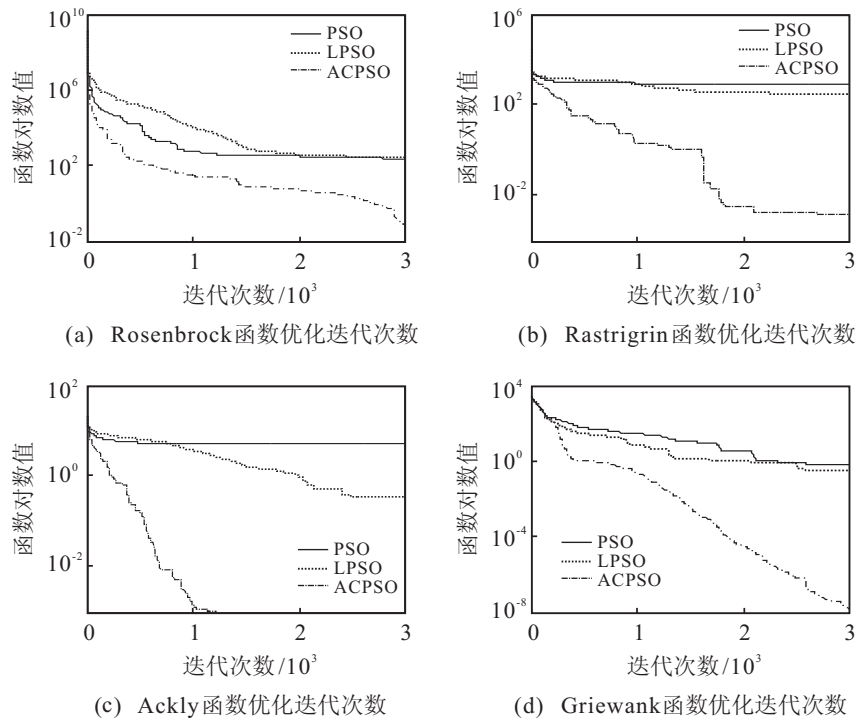 10^10
10^6
10^2
10^-2
函数对数值
PSO
LPSO
ACPSO
0 1 2 3
迭代次数/10^3
(a) Rosenbrock函数优化迭代次数
10^6
10^2
10^-2
函数对数值
PSO
LPSO
ACPSO
0 1 2 3
迭代次数/10^3
(b) Rastrigrin函数优化迭代次数
10^2
10^0
10^-2
函数对数值
PSO
LPSO
ACPSO
0 1 2 3
迭代次数/10^3
(c) Ackly函数优化迭代次数
10^4
10^0
10^-4
10^-8
函数对数值
PSO
LPSO
ACPSO
0 1 2 3
迭代次数/10^3
(d) Griewank函数优化迭代次数